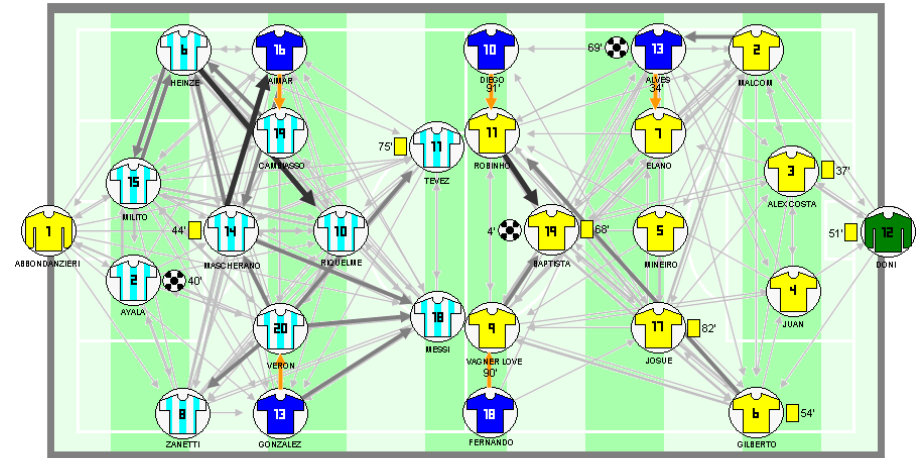 6
HEINZE
16
AIMAR
10
DIEGO
91'
69'
13
ALVES
34'
2
MALCOM
19
CAMBIASSO
75'
11
TEVEZ
11
ROBINHO
7
ELANO
3
37'
ALEX COSTA
15
MILITO
1
ABBONDANZIERI
44'
14
MASCHERANO
10
RIQUELME
4'
19
68'
BAPTISTA
5
MINEIRO
51'
12
DONI
2
40'
AYALA
4
JUAN
20
VERON
18
MESSI
9
VAGNER LOVE
90'
17
82'
JOSUE
8
ZANETTI
13
GONZALEZ
18
FERNANDO
6
54'
GILBERTO